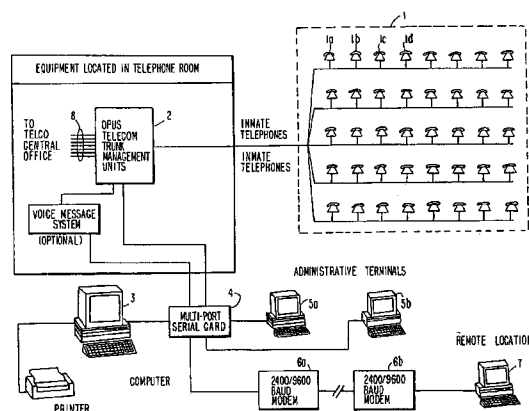 1
1a 1b 1c 1d
EQUIPMENT LOCATED IN TELEPHONE ROOM
8
2
TO
TELCO
CENTRAL
OFFICE
OPUS
TELECOM
TRUNK
MANAGEMENT
UNITS
INMATE
TELEPHONES
INMATE
TELEPHONES
VOICE MESSAGE
SYSTEM
(OPTIONAL)
ADMINISTRATIVE TERMINALS
3
4
MULTI-PORT
SERIAL CARD
5a
5b
REMOTE LOCATION
COMPUTER
6a
6b
7
2400/9600
BAUD
MODEM
2400/9600
BAUD
MODEM
PRINTER